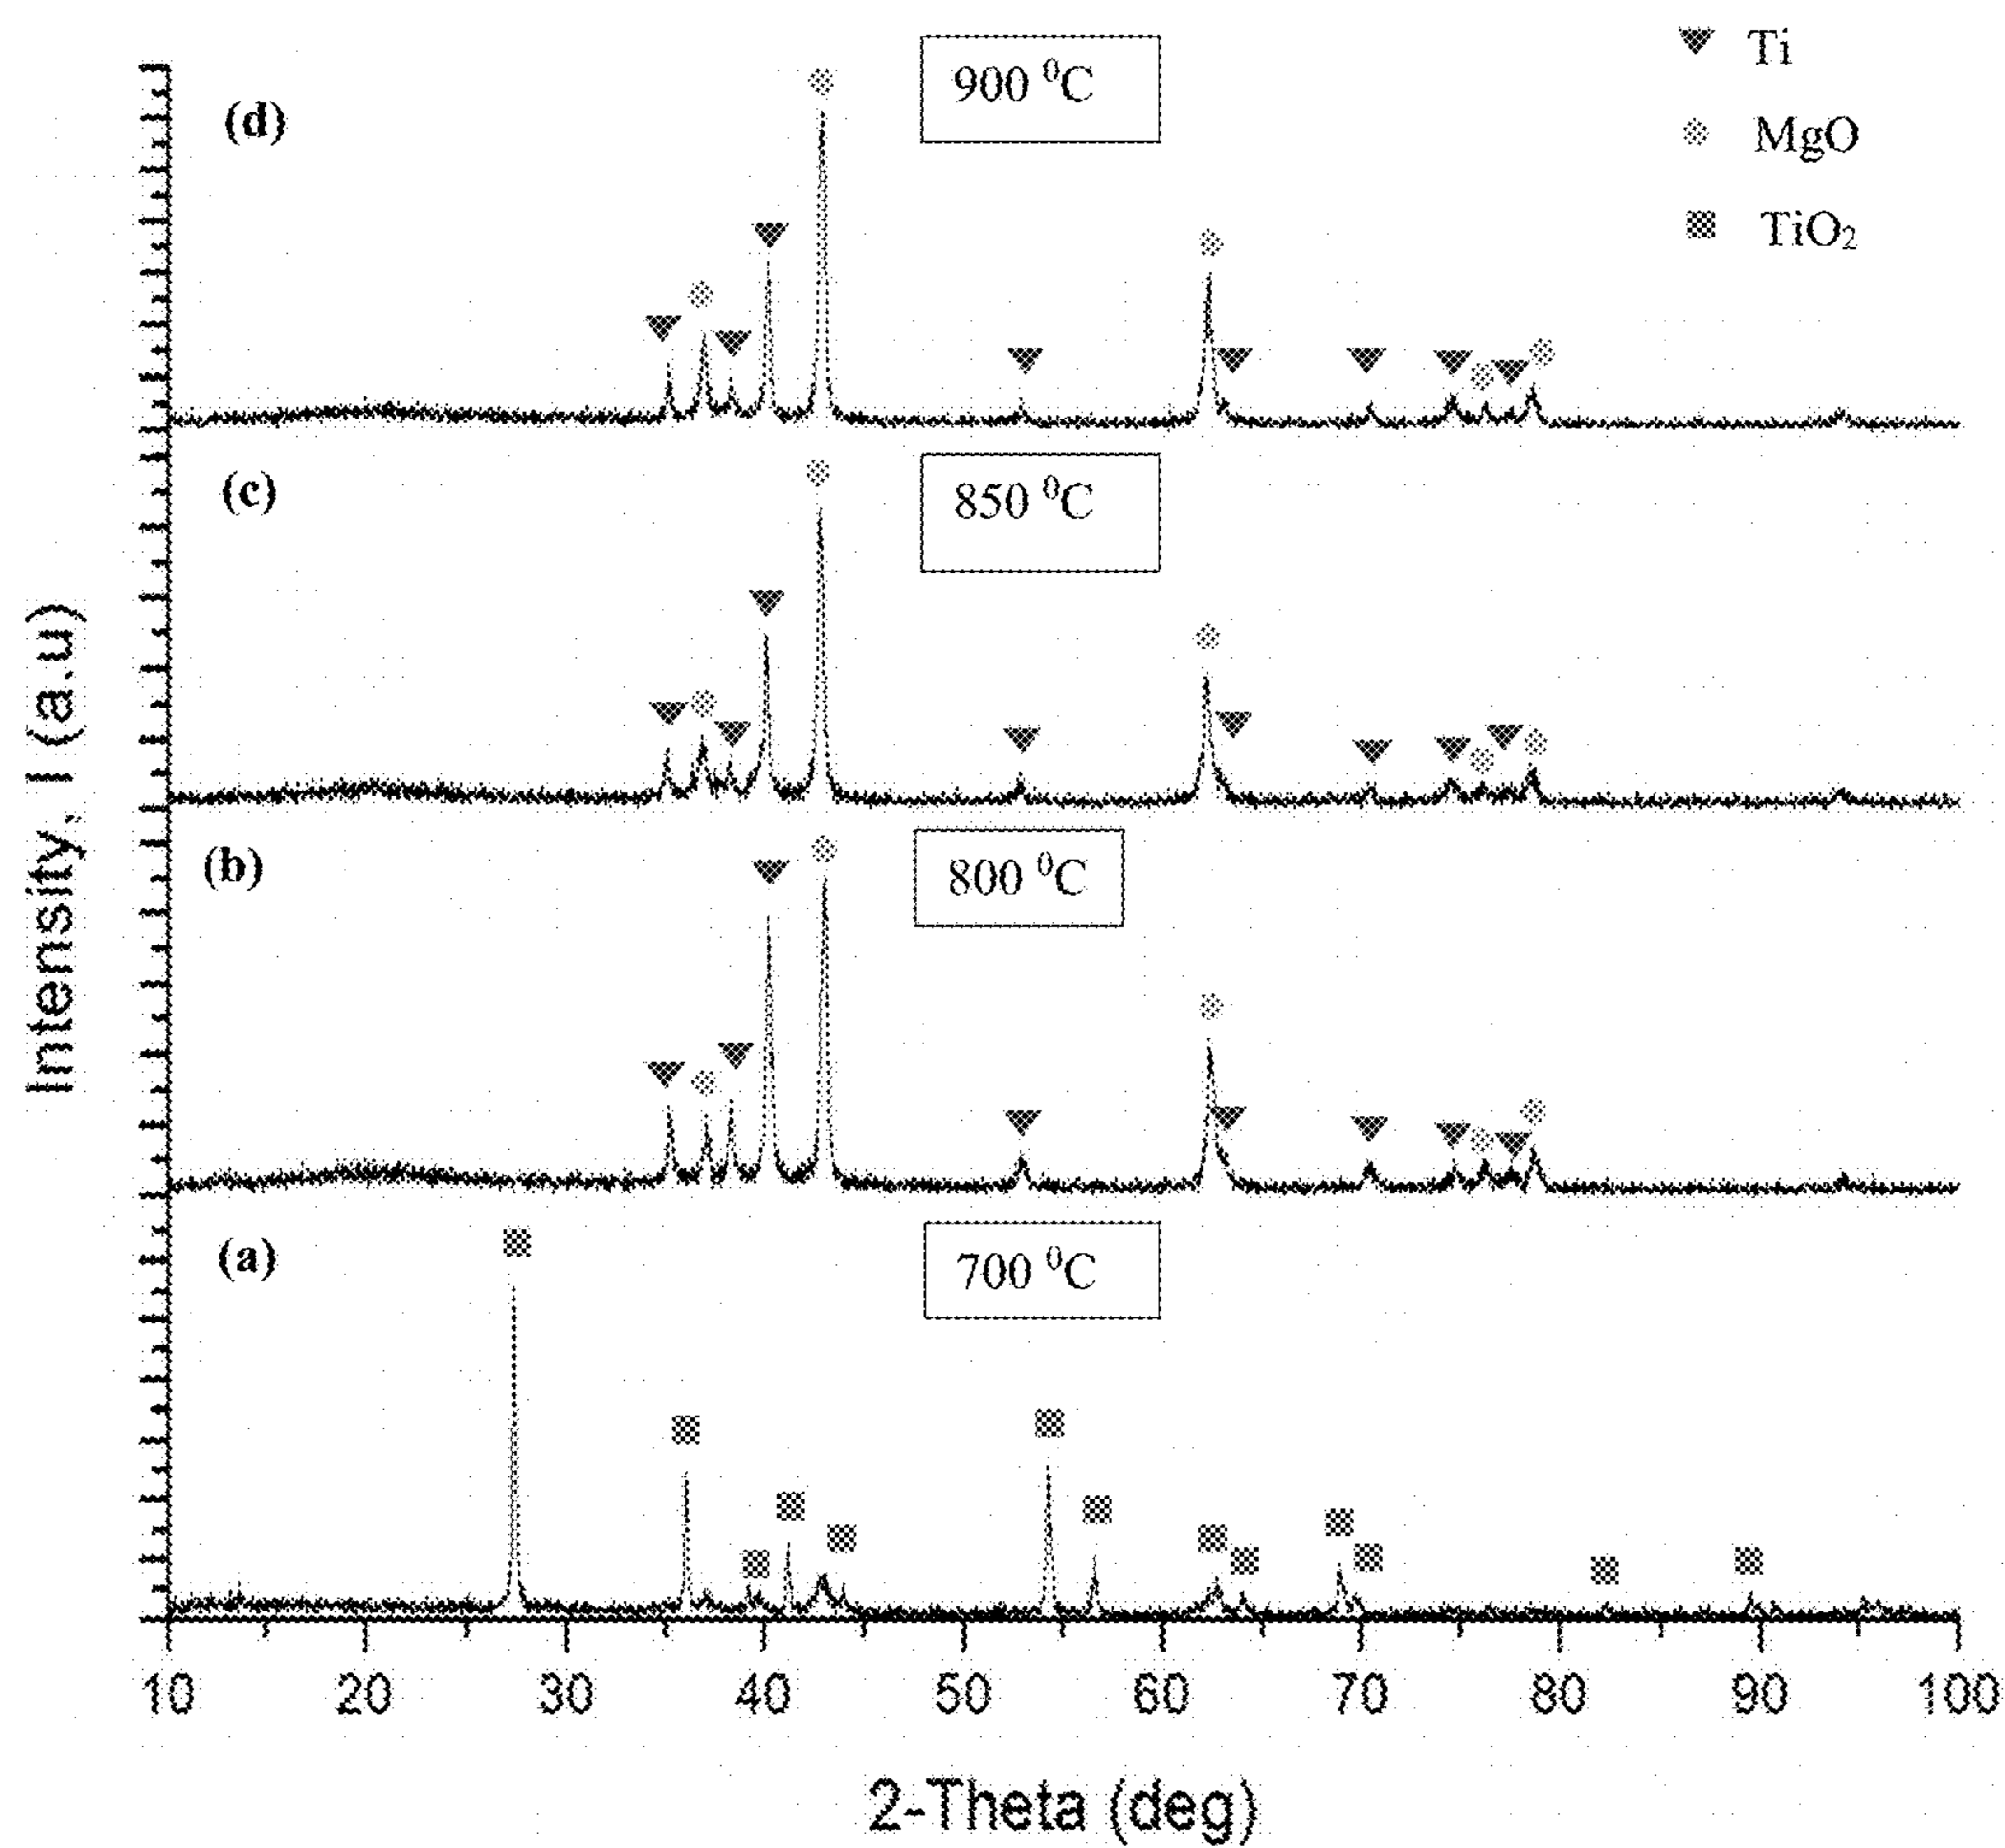 Ti
MgO
TiO₂
(d)
900 ⁰C
(c)
850 ⁰C
(b)
800 ⁰C
(a)
700 ⁰C
Intensity, I (a.u)
10 20 30 40 50 60 70 80 90 100
2-Theta (deg)